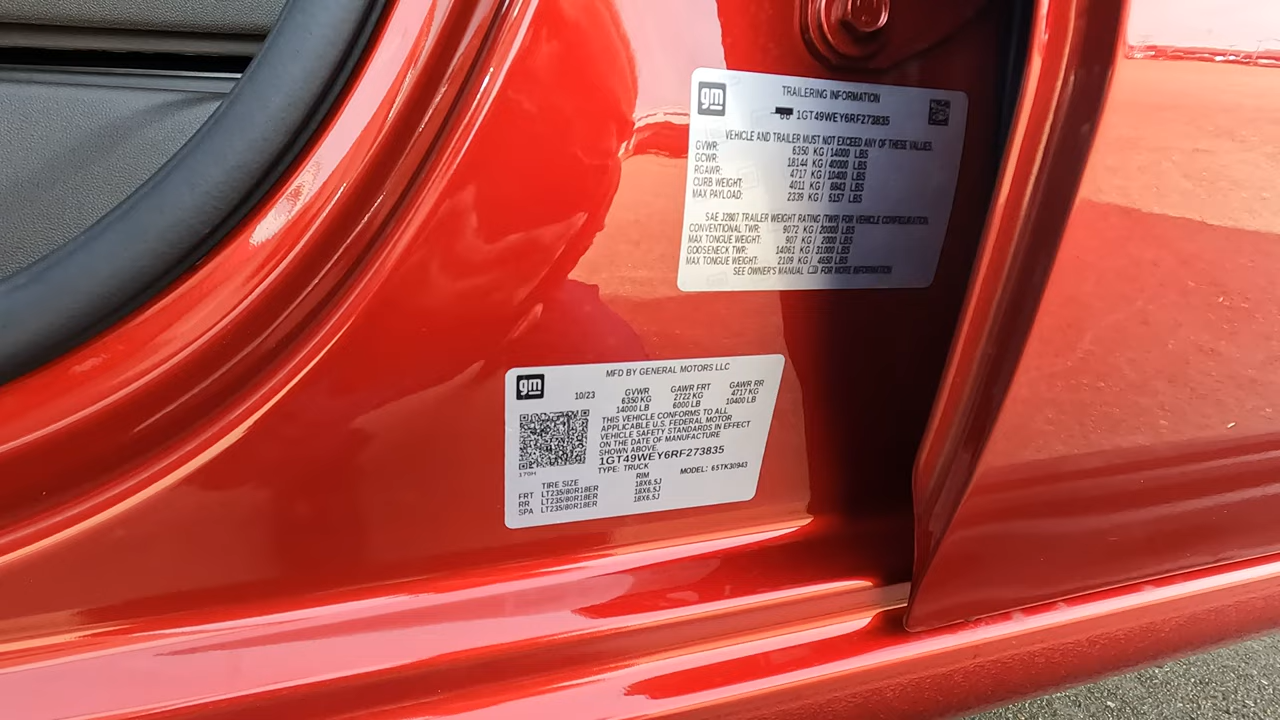 gm
TRAILERING INFORMATION
1GT49WEY6RF273835
VEHICLE AND TRAILER MUST NOT EXCEED ANY OF THESE VALUES.
GVWR: 6350 KG / 14000 LBS
GCWR: 18144 KG / 40000 LBS
RGAWR: 4717 KG / 10400 LBS
CURB WEIGHT: 4011 KG / 8843 LBS
MAX PAYLOAD: 2339 KG / 5157 LBS
SAE J2807 TRAILER WEIGHT RATING (TWR) FOR VEHICLE CONFIGURATION.
CONVENTIONAL TWR: 9072 KG / 20000 LBS
MAX TONGUE WEIGHT: 907 KG / 2000 LBS
GOOSENECK TWR: 14061 KG / 31000 LBS
MAX TONGUE WEIGHT: 2109 KG / 4650 LBS
SEE OWNER'S MANUAL FOR MORE INFORMATION
gm
MFD BY GENERAL MOTORS LLC
10/23 GVWR GAWR FRT GAWR RR
6350 KG 2722 KG 4717 KG
14000 LB 6000 LB 10400 LB
THIS VEHICLE CONFORMS TO ALL
APPLICABLE U.S. FEDERAL MOTOR
VEHICLE SAFETY STANDARDS IN EFFECT
ON THE DATE OF MANUFACTURE
SHOWN ABOVE.
1GT49WEY6RF273835
TYPE: TRUCK MODEL: 65TK30943
TIRE SIZE RIM
FRT LT235/80R18ER 18X6.5J
RR LT235/80R18ER 18X6.5J
SPA LT235/80R18ER 18X6.5J